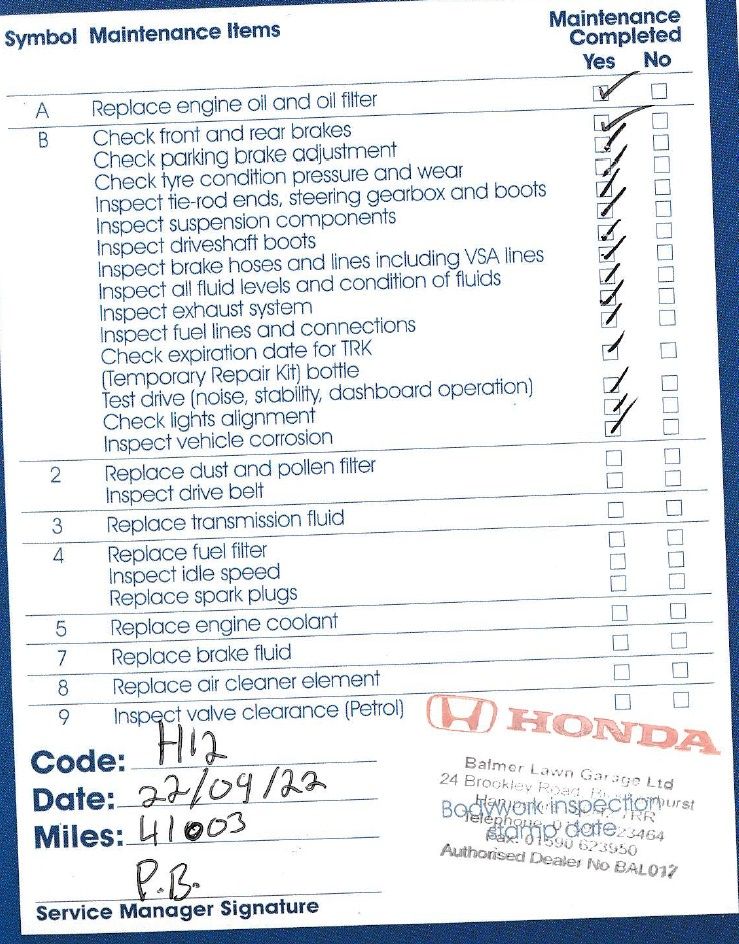 Symbol Maintenance Items
Maintenance
Completed
Yes No
A Replace engine oil and oil filter
B Check front and rear brakes
Check parking brake adjustment
Check tyre condition pressure and wear
Inspect tie-rod ends, steering gearbox and boots
Inspect suspension components
Inspect driveshaft boots
Inspect brake hoses and lines including VSA lines
Inspect all fluid levels and condition of fluids
Inspect exhaust system
Inspect fuel lines and connections
Check expiration date for TRK
(Temporary Repair Kit) bottle
Test drive (noise, stability, dashboard operation)
Check lights alignment
Inspect vehicle corrosion
2 Replace dust and pollen filter
Inspect drive belt
3 Replace transmission fluid
4 Replace fuel filter
Inspect idle speed
Replace spark plugs
5 Replace engine coolant
7 Replace brake fluid
8 Replace air cleaner element
9 Inspect valve clearance (Petrol)
HONDA
Code: H12
Date: 22/09/22
Miles: 41003
P.B.
Service Manager Signature
Balmer Lawn Garage Ltd
24 Brookley Road
Bodywork inspection
stamp date
Telephone 23464
Fax: 01590 623950
Authorised Dealer No BAL017